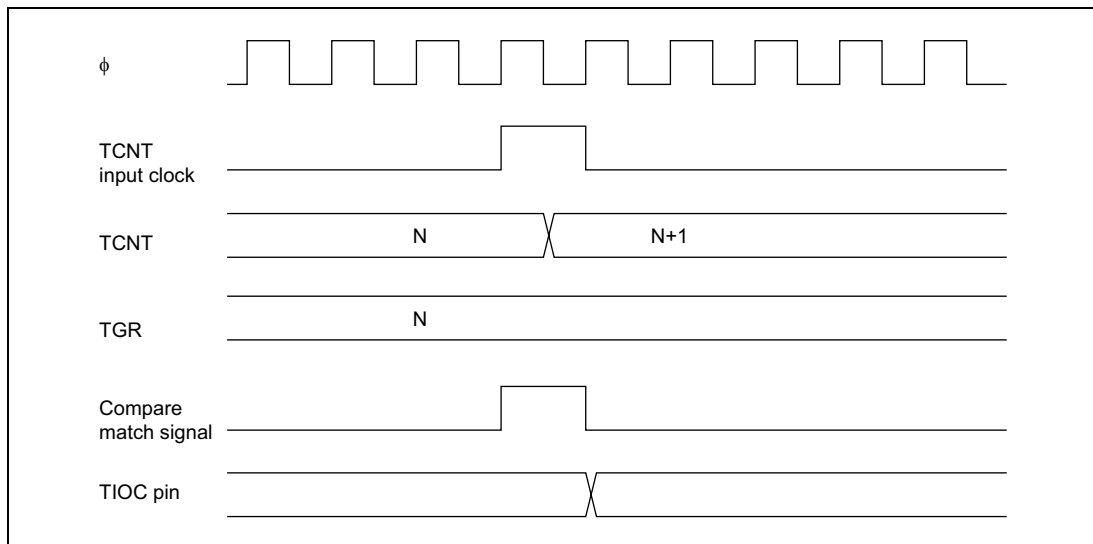 ϕ
TCNT
input clock
TCNT
N
N+1
TGR
N
Compare
match signal
TIOC pin